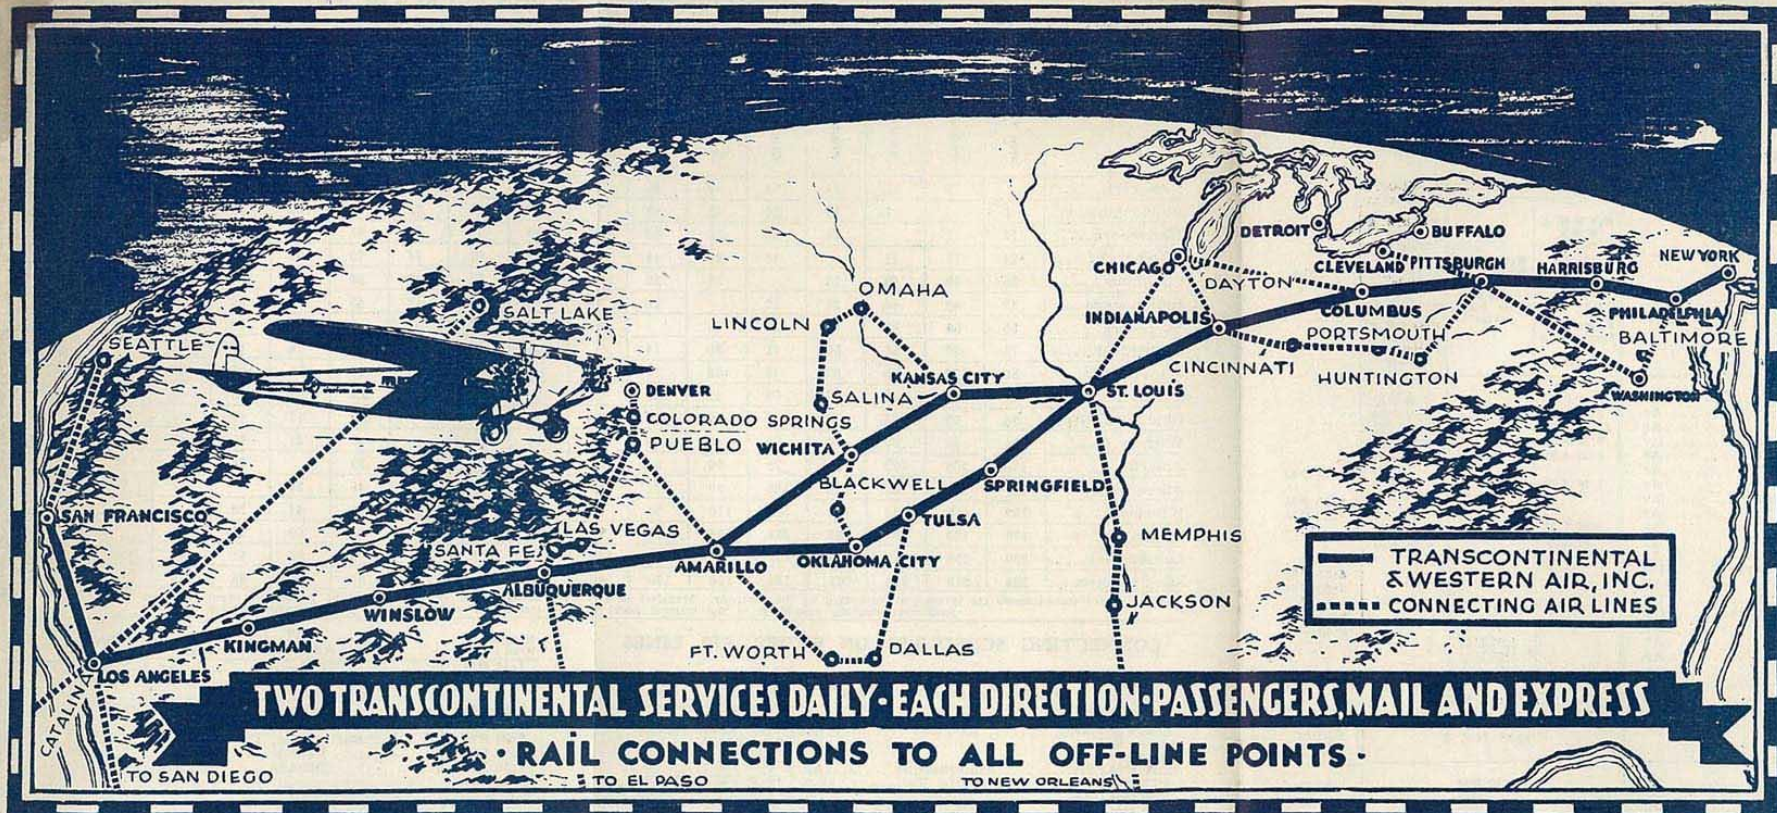 DETROIT
BUFFALO
CHICAGO
CLEVELAND
PITTSBURGH
HARRISBURG
NEW YORK
DAYTON
OMAHA
SALT LAKE
LINCOLN
INDIANAPOLIS
COLUMBUS
PHILADELPHIA
PORTSMOUTH
BALTIMORE
SEATTLE
CINCINNATI
HUNTINGTON
KANSAS CITY
DENVER
SALINA
ST. LOUIS
WASHINGTON
COLORADO SPRINGS
PUEBLO
WICHITA
BLACKWELL
SPRINGFIELD
SAN FRANCISCO
TULSA
LAS VEGAS
MEMPHIS
SANTA FE
AMARILLO
OKLAHOMA CITY
ALBUQUERQUE
WINSLOW
JACKSON
KINGMAN
FT. WORTH
DALLAS
LOS ANGELES
CATALINA
TRANSCONTINENTAL
& WESTERN AIR, INC.
CONNECTING AIR LINES
TWO TRANSCONTINENTAL SERVICES DAILY·EACH DIRECTION·PASSENGERS, MAIL AND EXPRESS
· RAIL CONNECTIONS TO ALL OFF-LINE POINTS ·
TO SAN DIEGO
TO EL PASO
TO NEW ORLEANS